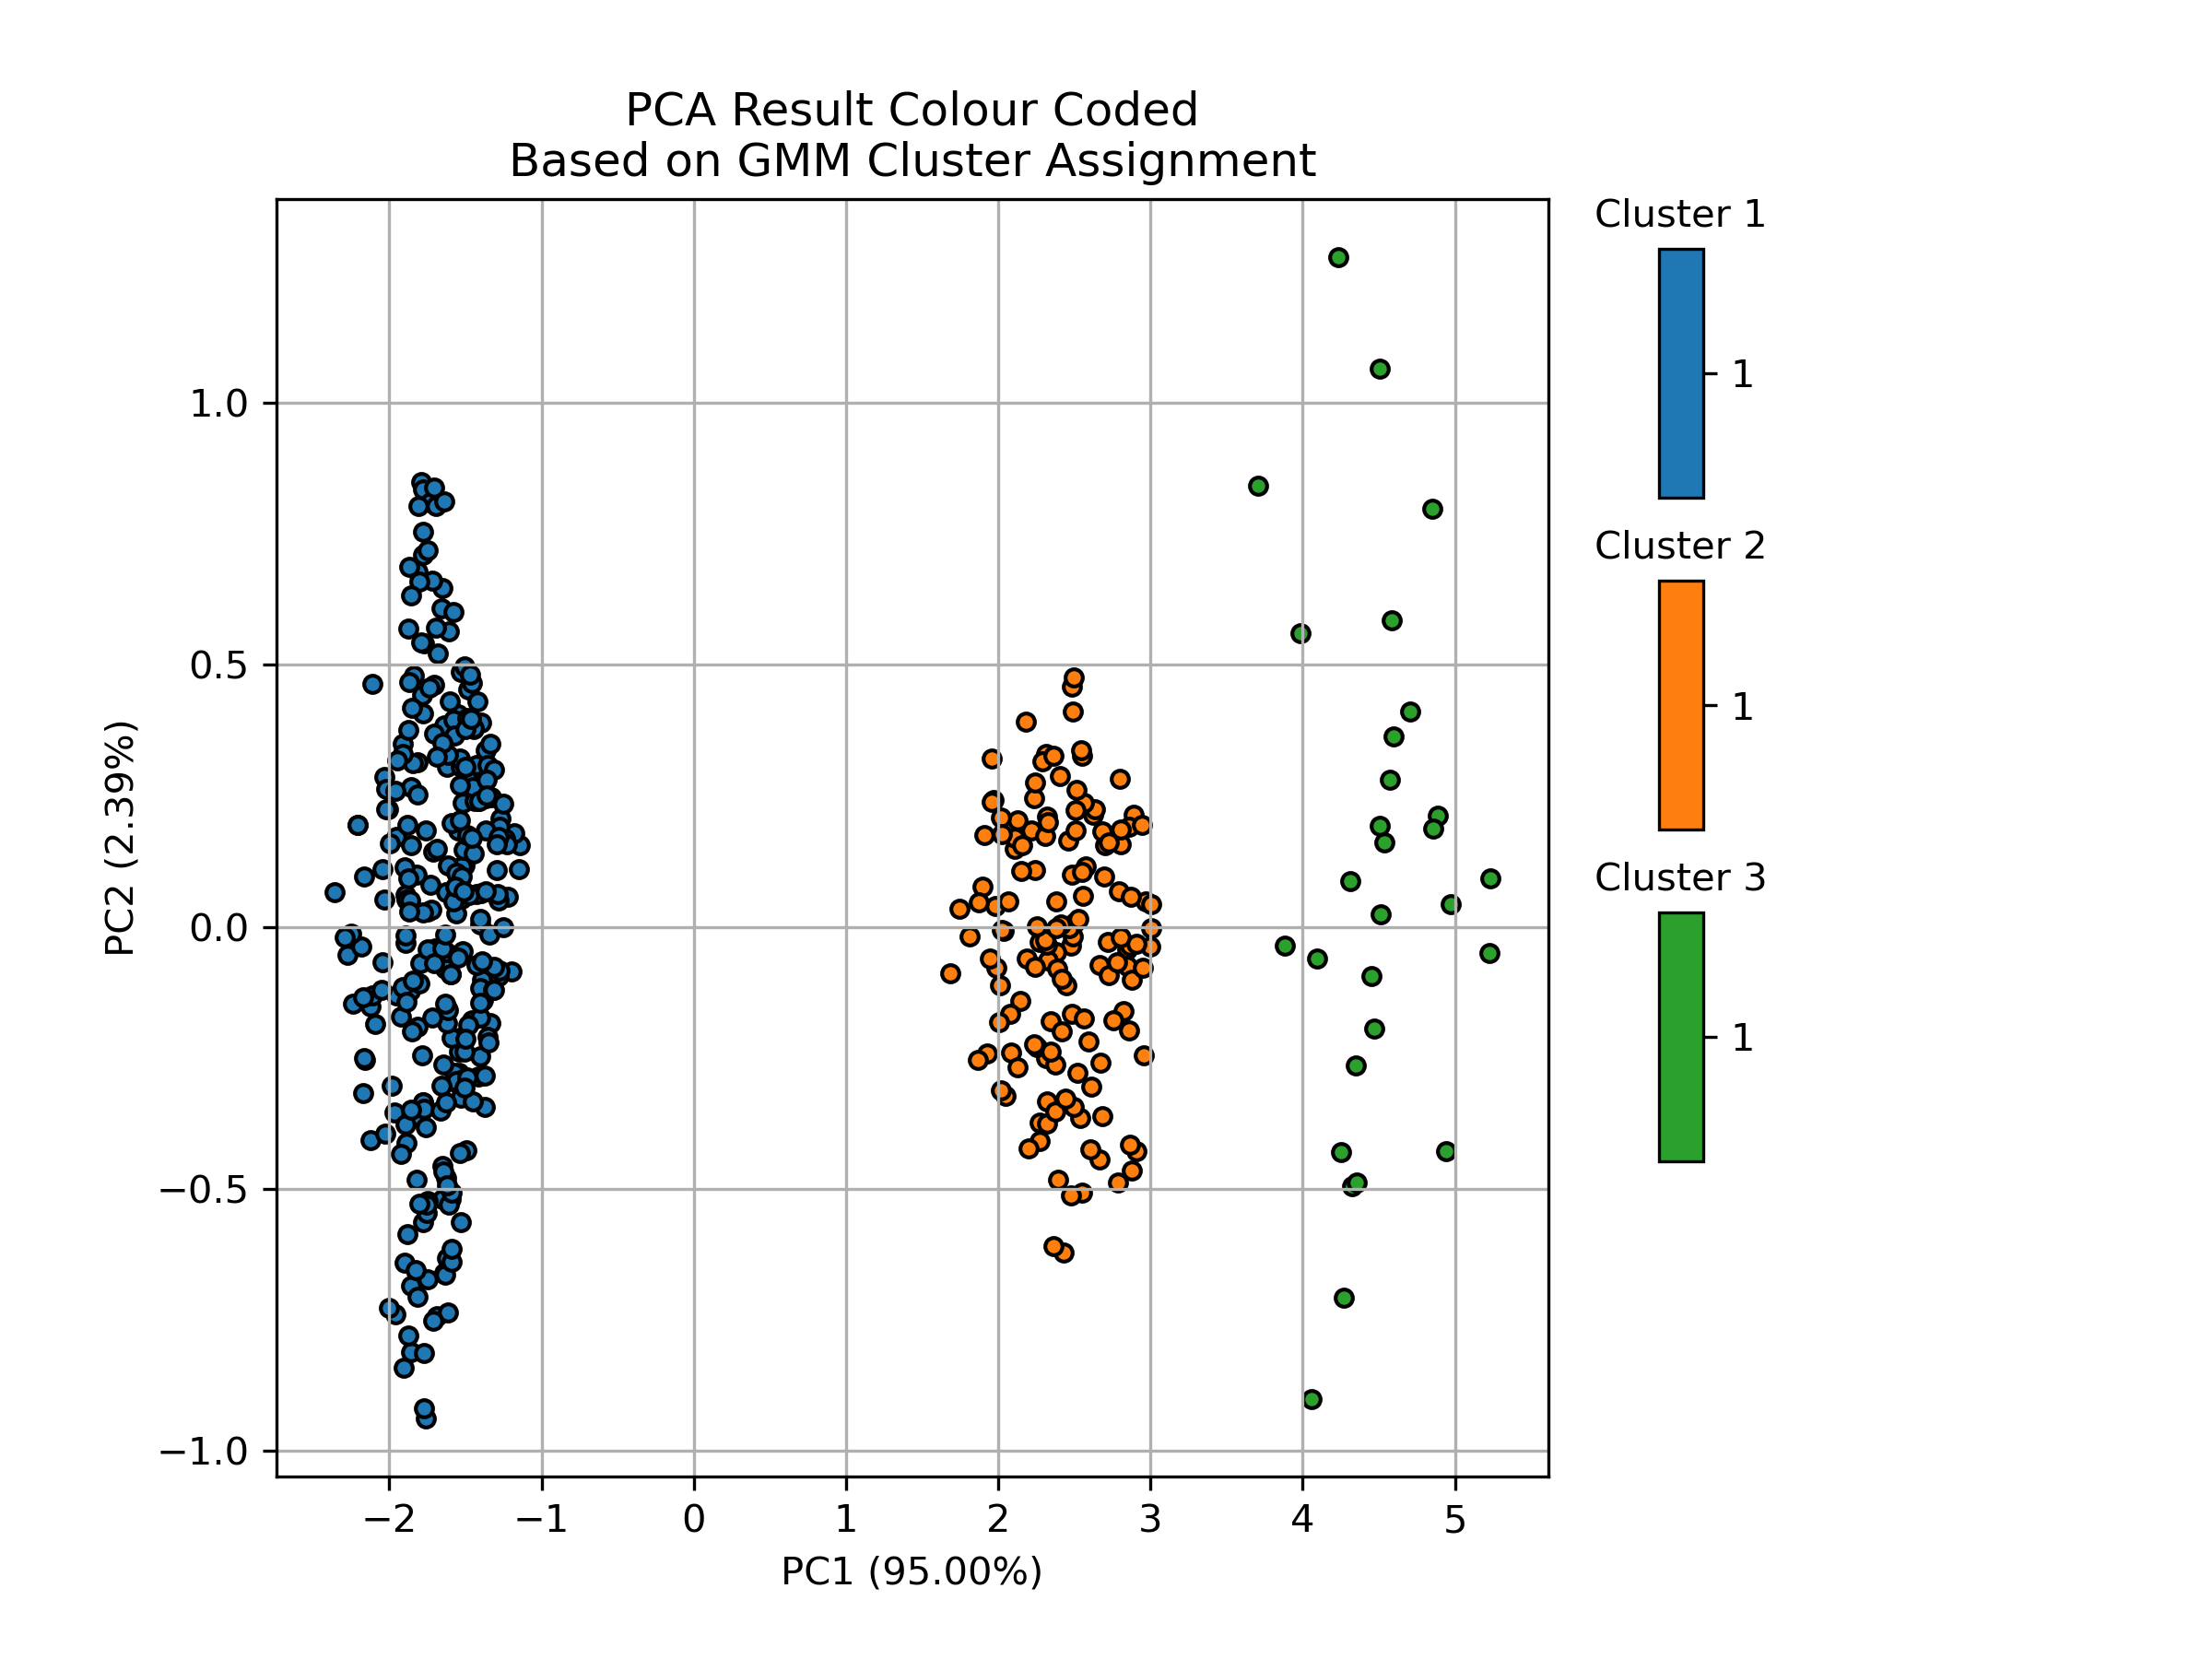 PCA Result Colour Coded
Based on GMM Cluster Assignment
Cluster 1
1
Cluster 2
1
Cluster 3
1
PC2 (2.39%)
1.0
0.5
0.0
−0.5
−1.0
−2 −1 0 1 2 3 4 5
PC1 (95.00%)